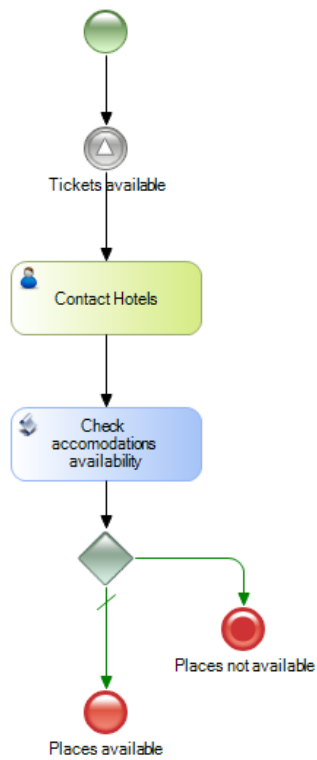 Tickets available
Contact Hotels
Check
accomodations
availability
Places not available
Places available